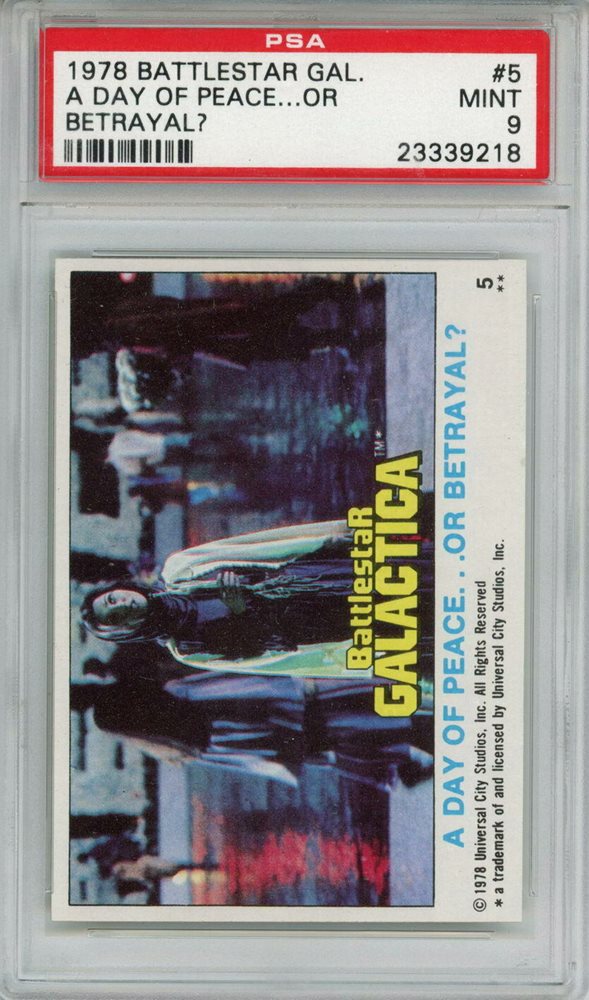 PSA
1978 BATTLESTAR GAL. #5
A DAY OF PEACE...OR MINT
BETRAYAL? 9
23339218
Battlestar
GALACTICA TM*
A DAY OF PEACE...OR BETRAYAL? 5
© 1978 Universal City Studios, Inc. All Rights Reserved
* a trademark of and licensed by Universal City Studios, Inc. **